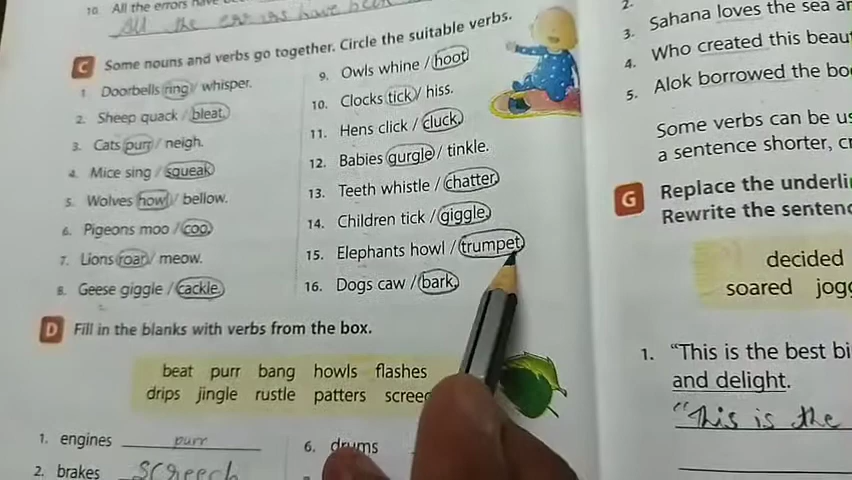 10. All the errors have
All the errors have been
C Some nouns and verbs go together. Circle the suitable verbs.
1. Doorbells ring / whisper.
2. Sheep quack / bleat.
3. Cats purr / neigh.
4. Mice sing / squeak
5. Wolves howl / bellow.
6. Pigeons moo / coo.
7. Lions roar / meow.
8. Geese giggle / cackle.
9. Owls whine / hoot
10. Clocks tick / hiss.
11. Hens click / cluck.
12. Babies gurgle / tinkle.
13. Teeth whistle / chatter
14. Children tick / giggle.
15. Elephants howl / trumpet
16. Dogs caw / bark.
D Fill in the blanks with verbs from the box.
beat purr bang howls flashes
drips jingle rustle patters
1. engines purr
2. brakes screech
6. drums
2.
3. Sahana loves the sea
4. Who created this
5. Alok borrowed the
Some verbs can be
a sentence shorter,
G Replace the
Rewrite the
decided
soared
1. "This is the best
and delight.
"This is the